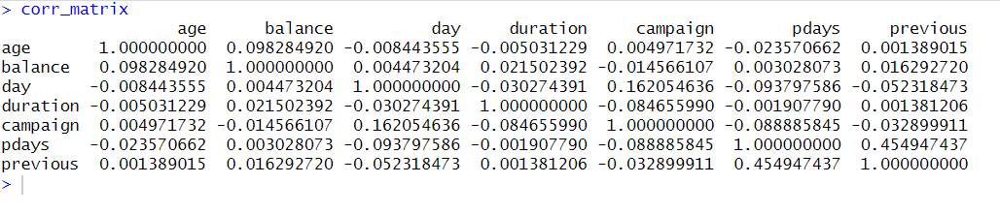 > corr_matrix
age balance day duration campaign pdays previous
age 1.000000000 0.098284920 -0.008443555 -0.005031229 0.004971732 -0.023570662 0.001389015
balance 0.098284920 1.000000000 0.004473204 0.021502392 -0.014566107 0.003028073 0.016292720
day -0.008443555 0.004473204 1.000000000 -0.030274391 0.162054636 -0.093797586 -0.052318473
duration -0.005031229 0.021502392 -0.030274391 1.000000000 -0.084655990 -0.001907790 0.001381206
campaign 0.004971732 -0.014566107 0.162054636 -0.084655990 1.000000000 -0.088885845 -0.032899911
pdays -0.023570662 0.003028073 -0.093797586 -0.001907790 -0.088885845 1.000000000 0.454947437
previous 0.001389015 0.016292720 -0.052318473 0.001381206 -0.032899911 0.454947437 1.000000000
>